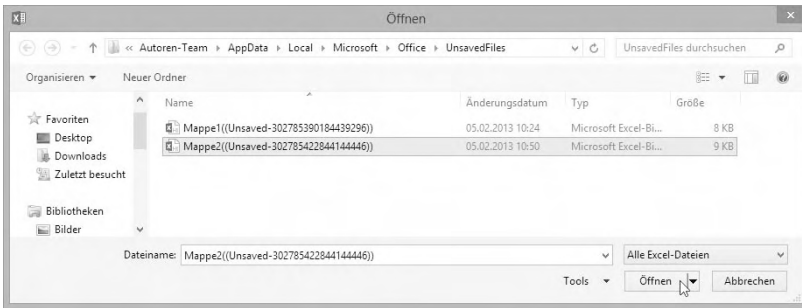 Öffnen
« Autoren-Team Autoren-Team AppData Local Microsoft Office UnsavedFiles UnsavedFiles durchsuchen
Organisieren Neuer Ordner
Name Änderungsdatum Typ Größe
Favoriten
Mappe1((Unsaved-302785390184439296)) 05.02.2013 10:24 Microsoft Excel-Bi... 8 KB
Desktop
Mappe2((Unsaved-302785422844144446)) 05.02.2013 10:50 Microsoft Excel-Bi... 9 KB
Downloads
Zuletzt besucht
Bibliotheken
Bilder
Dateiname: Mappe2((Unsaved-302785422844144446)) Alle Excel-Dateien
Tools Öffnen Abbrechen